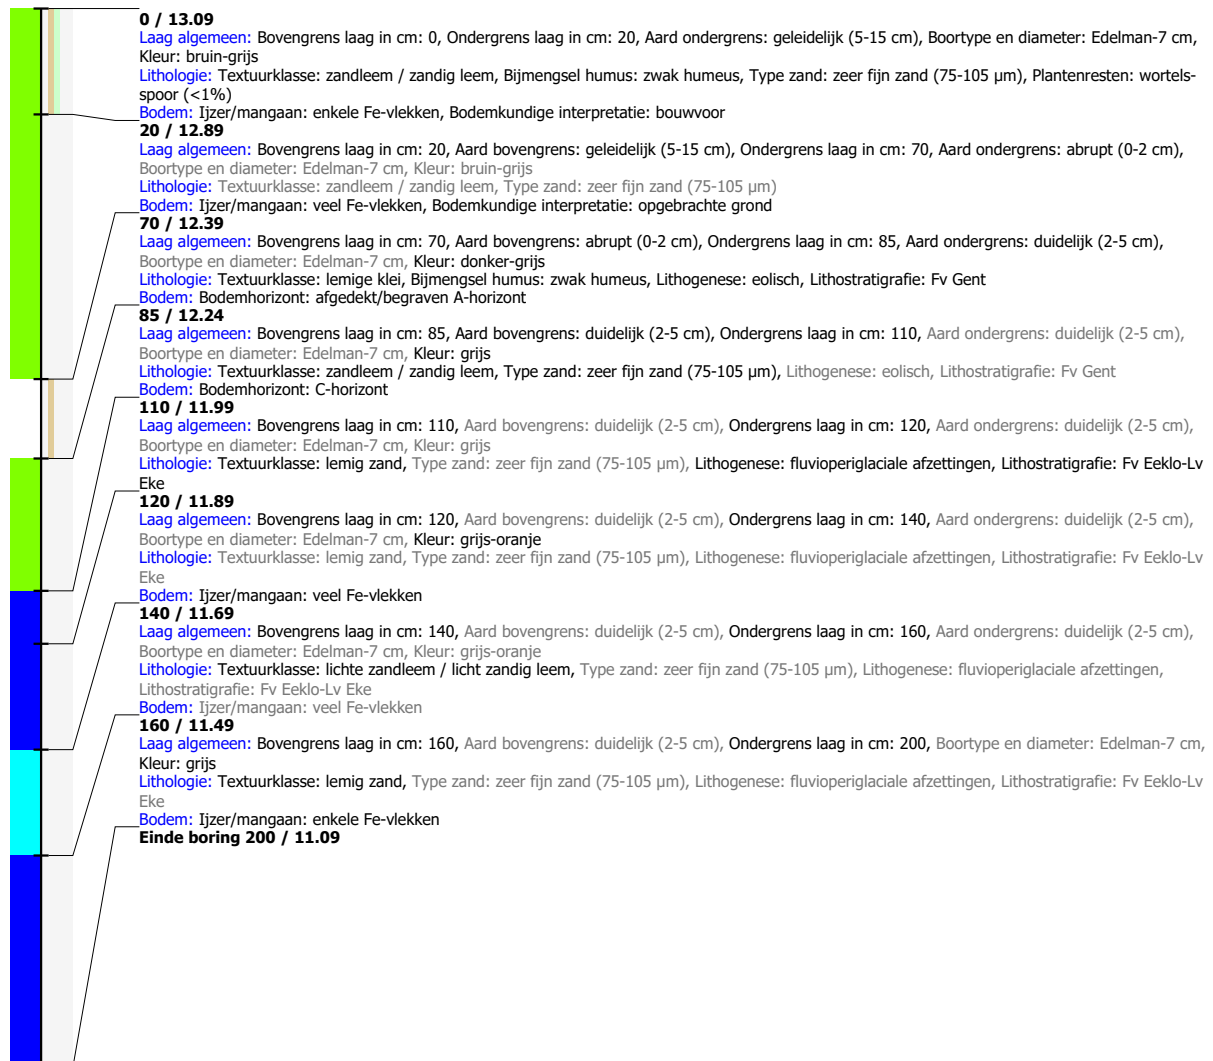 0 / 13.09
Laag algemeen: Bovengrens laag in cm: 0, Ondergrens laag in cm: 20, Aard ondergrens: geleidelijk (5-15 cm), Boortype en diameter: Edelman-7 cm,
Kleur: bruin-grijs
Lithologie: Textuurklasse: zandleem / zandig leem, Bijmengsel humus: zwak humeus, Type zand: zeer fijn zand (75-105 µm), Plantenresten: wortels-
spoor (<1%)
Bodem: Ijzer/mangaan: enkele Fe-vlekken, Bodemkundige interpretatie: bouwvoor
20 / 12.89
Laag algemeen: Bovengrens laag in cm: 20, Aard bovengrens: geleidelijk (5-15 cm), Ondergrens laag in cm: 70, Aard ondergrens: abrupt (0-2 cm),
Boortype en diameter: Edelman-7 cm, Kleur: bruin-grijs
Lithologie: Textuurklasse: zandleem / zandig leem, Type zand: zeer fijn zand (75-105 µm)
Bodem: Ijzer/mangaan: veel Fe-vlekken, Bodemkundige interpretatie: opgebrachte grond
70 / 12.39
Laag algemeen: Bovengrens laag in cm: 70, Aard bovengrens: abrupt (0-2 cm), Ondergrens laag in cm: 85, Aard ondergrens: duidelijk (2-5 cm),
Boortype en diameter: Edelman-7 cm, Kleur: donker-grijs
Lithologie: Textuurklasse: lemige klei, Bijmengsel humus: zwak humeus, Lithogenese: eolisch, Lithostratigrafie: Fv Gent
Bodem: Bodemhorizont: afgedekt/begraven A-horizont
85 / 12.24
Laag algemeen: Bovengrens laag in cm: 85, Aard bovengrens: duidelijk (2-5 cm), Ondergrens laag in cm: 110, Aard ondergrens: duidelijk (2-5 cm),
Boortype en diameter: Edelman-7 cm, Kleur: grijs
Lithologie: Textuurklasse: zandleem / zandig leem, Type zand: zeer fijn zand (75-105 µm), Lithogenese: eolisch, Lithostratigrafie: Fv Gent
Bodem: Bodemhorizont: C-horizont
110 / 11.99
Laag algemeen: Bovengrens laag in cm: 110, Aard bovengrens: duidelijk (2-5 cm), Ondergrens laag in cm: 120, Aard ondergrens: duidelijk (2-5 cm),
Boortype en diameter: Edelman-7 cm, Kleur: grijs
Lithologie: Textuurklasse: lemig zand, Type zand: zeer fijn zand (75-105 µm), Lithogenese: fluvioperiglaciale afzettingen, Lithostratigrafie: Fv Eeklo-Lv
Eke
120 / 11.89
Laag algemeen: Bovengrens laag in cm: 120, Aard bovengrens: duidelijk (2-5 cm), Ondergrens laag in cm: 140, Aard ondergrens: duidelijk (2-5 cm),
Boortype en diameter: Edelman-7 cm, Kleur: grijs-oranje
Lithologie: Textuurklasse: lemig zand, Type zand: zeer fijn zand (75-105 µm), Lithogenese: fluvioperiglaciale afzettingen, Lithostratigrafie: Fv Eeklo-Lv
Eke
Bodem: Ijzer/mangaan: veel Fe-vlekken
140 / 11.69
Laag algemeen: Bovengrens laag in cm: 140, Aard bovengrens: duidelijk (2-5 cm), Ondergrens laag in cm: 160, Aard ondergrens: duidelijk (2-5 cm),
Boortype en diameter: Edelman-7 cm, Kleur: grijs-oranje
Lithologie: Textuurklasse: lichte zandleem / licht zandig leem, Type zand: zeer fijn zand (75-105 µm), Lithogenese: fluvioperiglaciale afzettingen,
Lithostratigrafie: Fv Eeklo-Lv Eke
Bodem: Ijzer/mangaan: veel Fe-vlekken
160 / 11.49
Laag algemeen: Bovengrens laag in cm: 160, Aard bovengrens: duidelijk (2-5 cm), Ondergrens laag in cm: 200, Boortype en diameter: Edelman-7 cm,
Kleur: grijs
Lithologie: Textuurklasse: lemig zand, Type zand: zeer fijn zand (75-105 µm), Lithogenese: fluvioperiglaciale afzettingen, Lithostratigrafie: Fv Eeklo-Lv
Eke
Bodem: Ijzer/mangaan: enkele Fe-vlekken
Einde boring 200 / 11.09